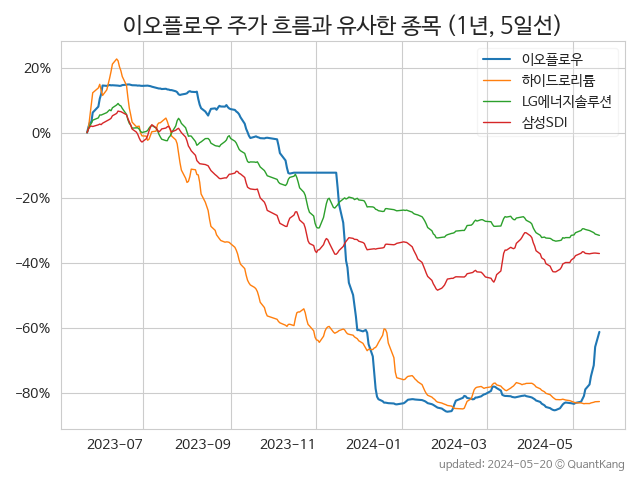 이오플로우 주가 흐름과 유사한 종목 (1년, 5일선)
이오플로우
하이드로리튬
LG에너지솔루션
삼성SDI
20%
0%
−20%
−40%
−60%
−80%
2023−07 2023−09 2023−11 2024−01 2024−03 2024−05
updated: 2024-05-20 © QuantKang